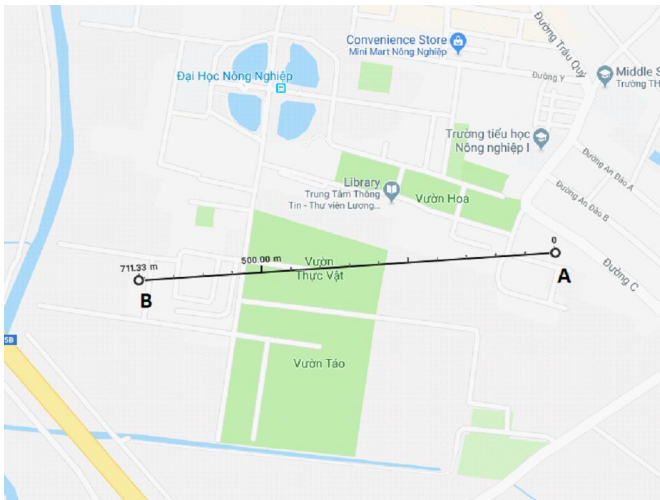 Convenience Store
Mini Mart Nông Nghiệp
Đường Trâu Quỳ
Đường Y
Middle S
Trường TH
Đại Học Nông Nghiệp
Trường tiểu học
Nông nghiệp I
Đường An Đào A
Đường An Đào B
Library
Trung Tâm Thông
Tin - Thư viện Lương...
Vườn Hoa
Đường C
0
A
500.00 m
Vườn
Thực Vật
711.33 m
B
5B
Vườn Táo